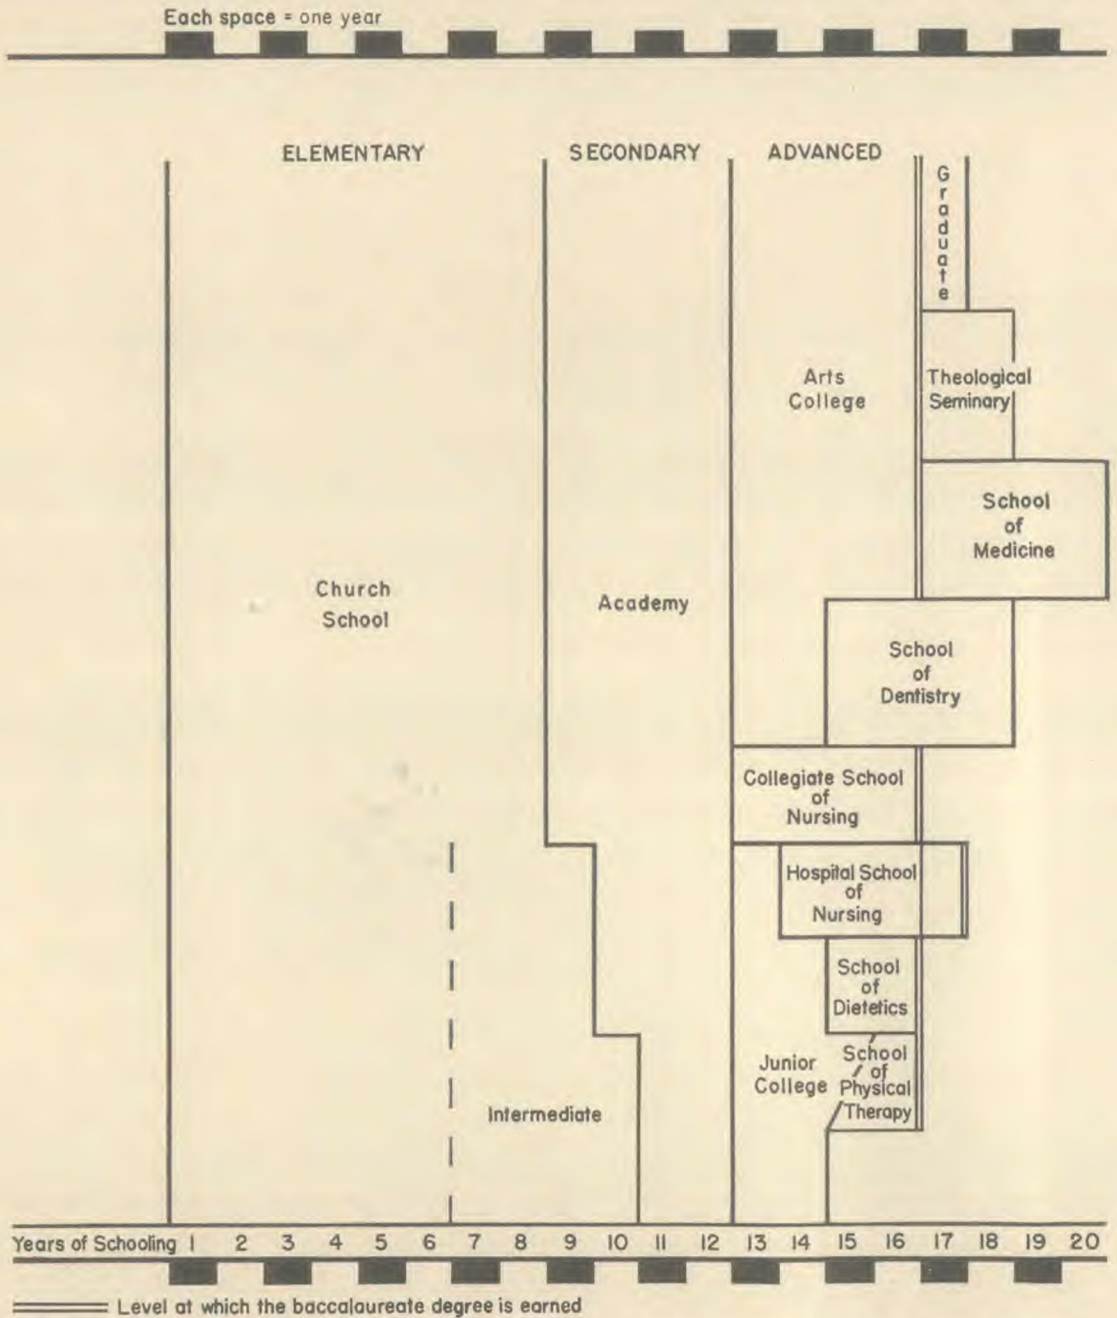 Each space = one year
ELEMENTARY
SECONDARY
ADVANCED
Graduate
Arts
College
Theological
Seminary
School
of
Medicine
Church
School
Academy
School
of
Dentistry
Collegiate School
of
Nursing
Hospital School
of
Nursing
School
of
Dietetics
Junior
College
School
of
Physical
Therapy
Intermediate
Years of Schooling 1 2 3 4 5 6 7 8 9 10 11 12 13 14 15 16 17 18 19 20
Level at which the baccalaureate degree is earned